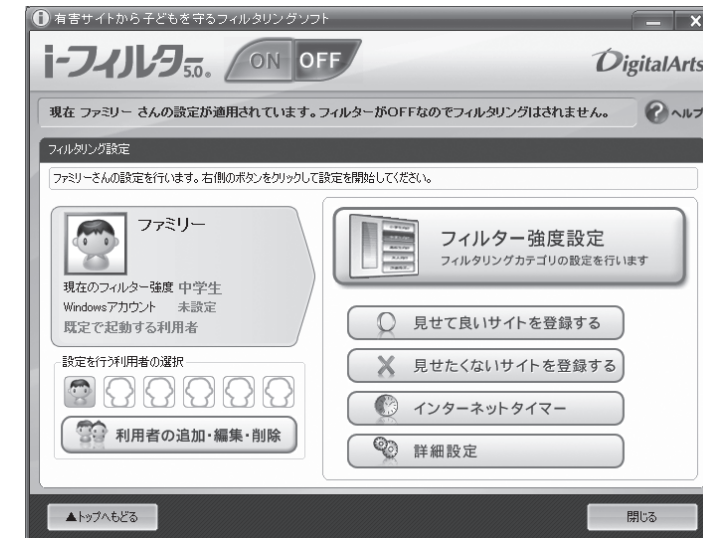 有害サイトから子どもを守るフィルタリングソフト
i-フィルター5.0。 ON OFF DigitalArts
現在 ファミリー さんの設定が適用されています。フィルターがOFFなのでフィルタリングはされません。 ? ヘルプ
フィルタリング設定
ファミリーさんの設定を行います。右側のボタンをクリックして設定を開始してください。
ファミリー
現在のフィルター強度 中学生
Windowsアカウント 未設定
既定で起動する利用者
設定を行う利用者の選択
利用者の追加・編集・削除
フィルター強度設定
フィルタリングカテゴリの設定を行います
見せて良いサイトを登録する
見せたくないサイトを登録する
インターネットタイマー
詳細設定
▲トップへもどる
閉じる